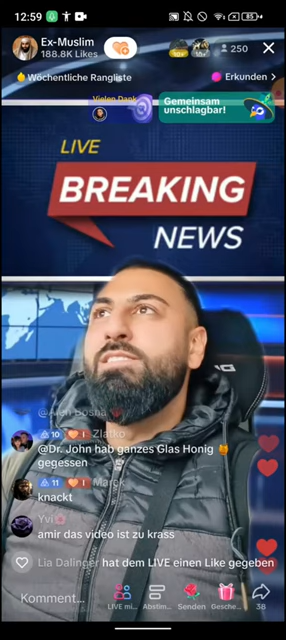 12:59
85
Ex-Muslim
188.8K Likes
250
Wöchentliche Rangliste
Erkunden >
Vielen Dank
Gemeinsam
unschlagbar!
LIVE
BREAKING
NEWS
10 I Zlatko
@Dr. John hab ganzes Glas Honig
gegessen
11 I Marek
knackt
Yvi
amir das video ist zu krass
Lia Dalinger hat dem LIVE einen Like gegeben
Komment...
LIVE mi...
Abstim...
Senden
Gesche...
38